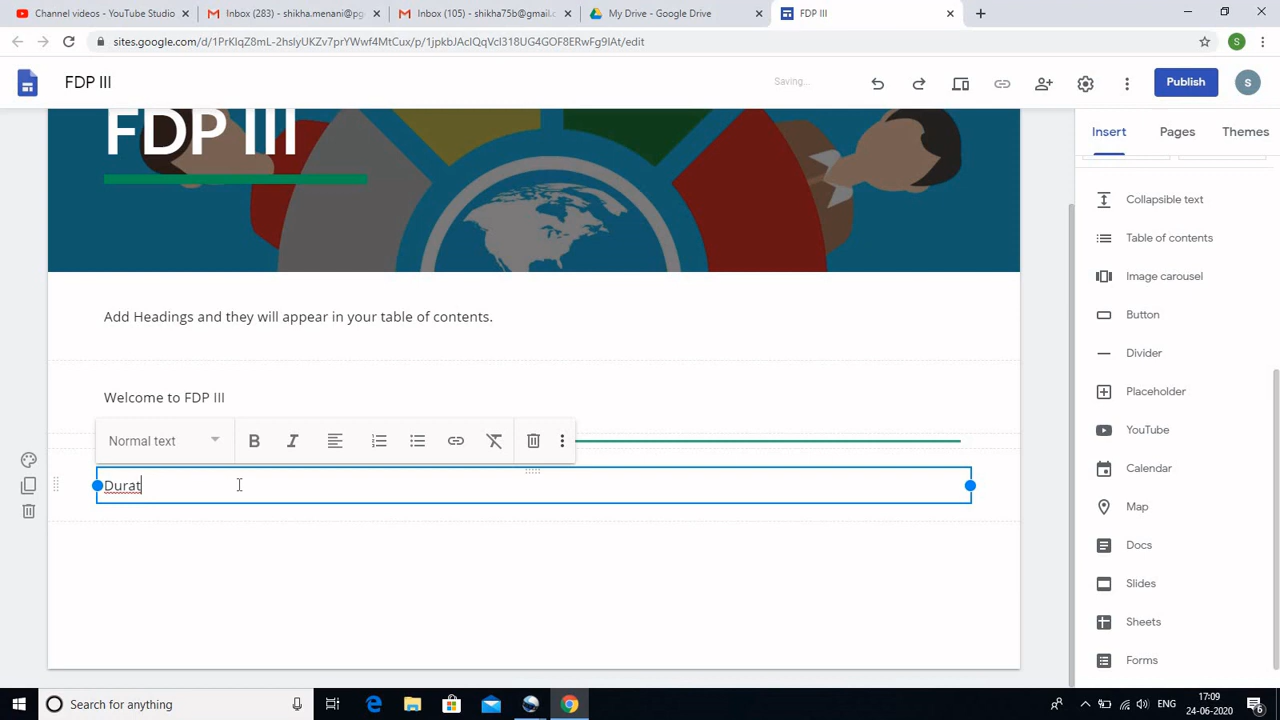 Channel videos - YouTube Studio
Inbox (283) - shikha.menani@pg
Inbox (105) - shikha75b@gmail.c
My Drive - Google Drive
FDP III
sites.google.com/d/1PrKIqZ8mL-2hslyUKZv7prYWwf4MtCux/p/1jpkbJAcIQqVcl318UG4GOF8ERwFg9IAt/edit
S
FDP III
Saving...
Publish
S
FDP III
Add Headings and they will appear in your table of contents.
Welcome to FDP III
Normal text
B
I
Durat
Insert
Pages
Themes
Collapsible text
Table of contents
Image carousel
Button
Divider
Placeholder
YouTube
Calendar
Map
Docs
Slides
Sheets
Forms
Search for anything
ENG
17:09
24-06-2020
6